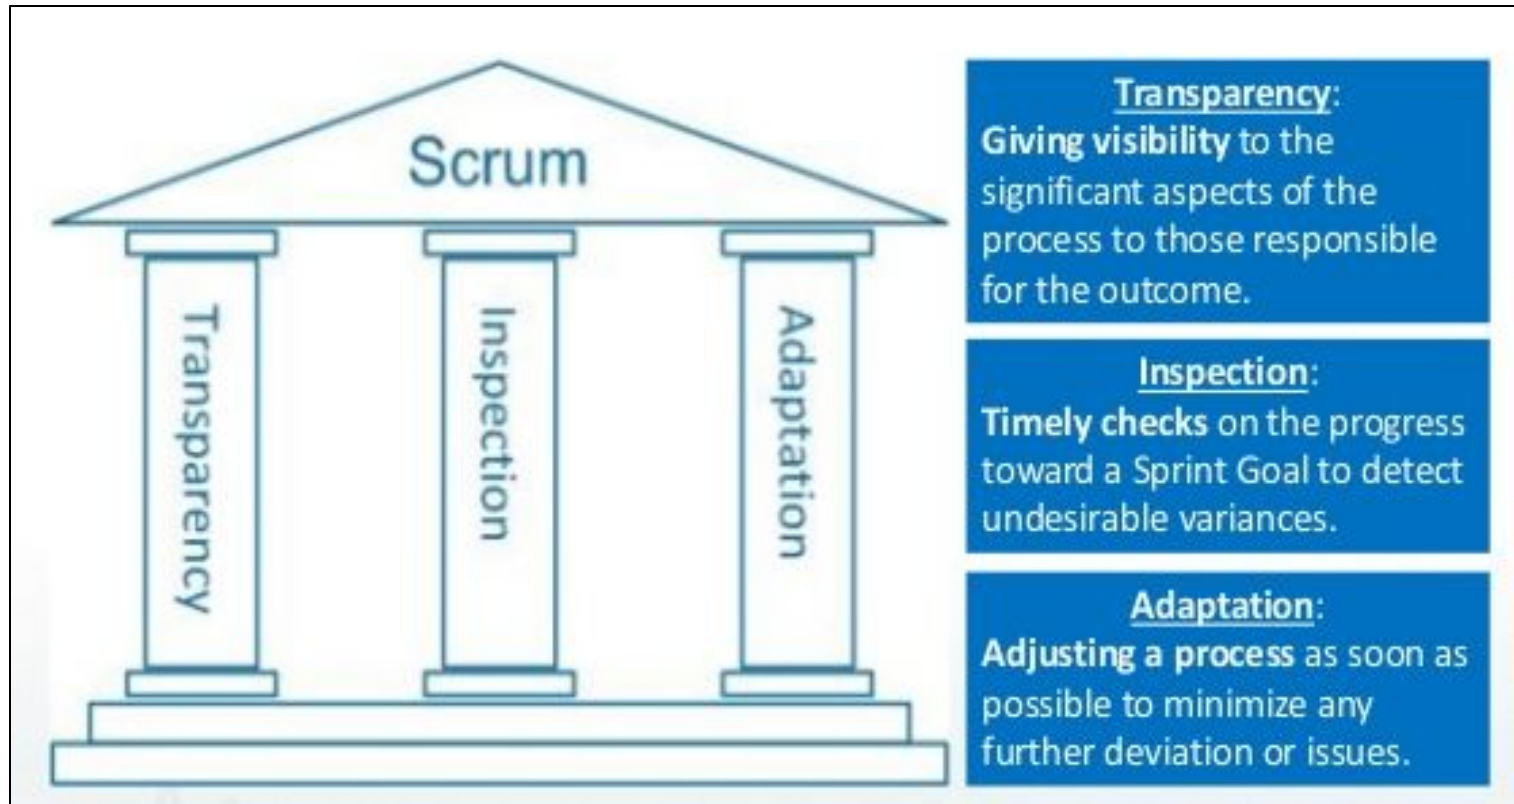 Scrum
Transparency
Inspection
Adaptation
Transparency:
Giving visibility to the
significant aspects of the
process to those responsible
for the outcome.
Inspection:
Timely checks on the progress
toward a Sprint Goal to detect
undesirable variances.
Adaptation:
Adjusting a process as soon as
possible to minimize any
further deviation or issues.